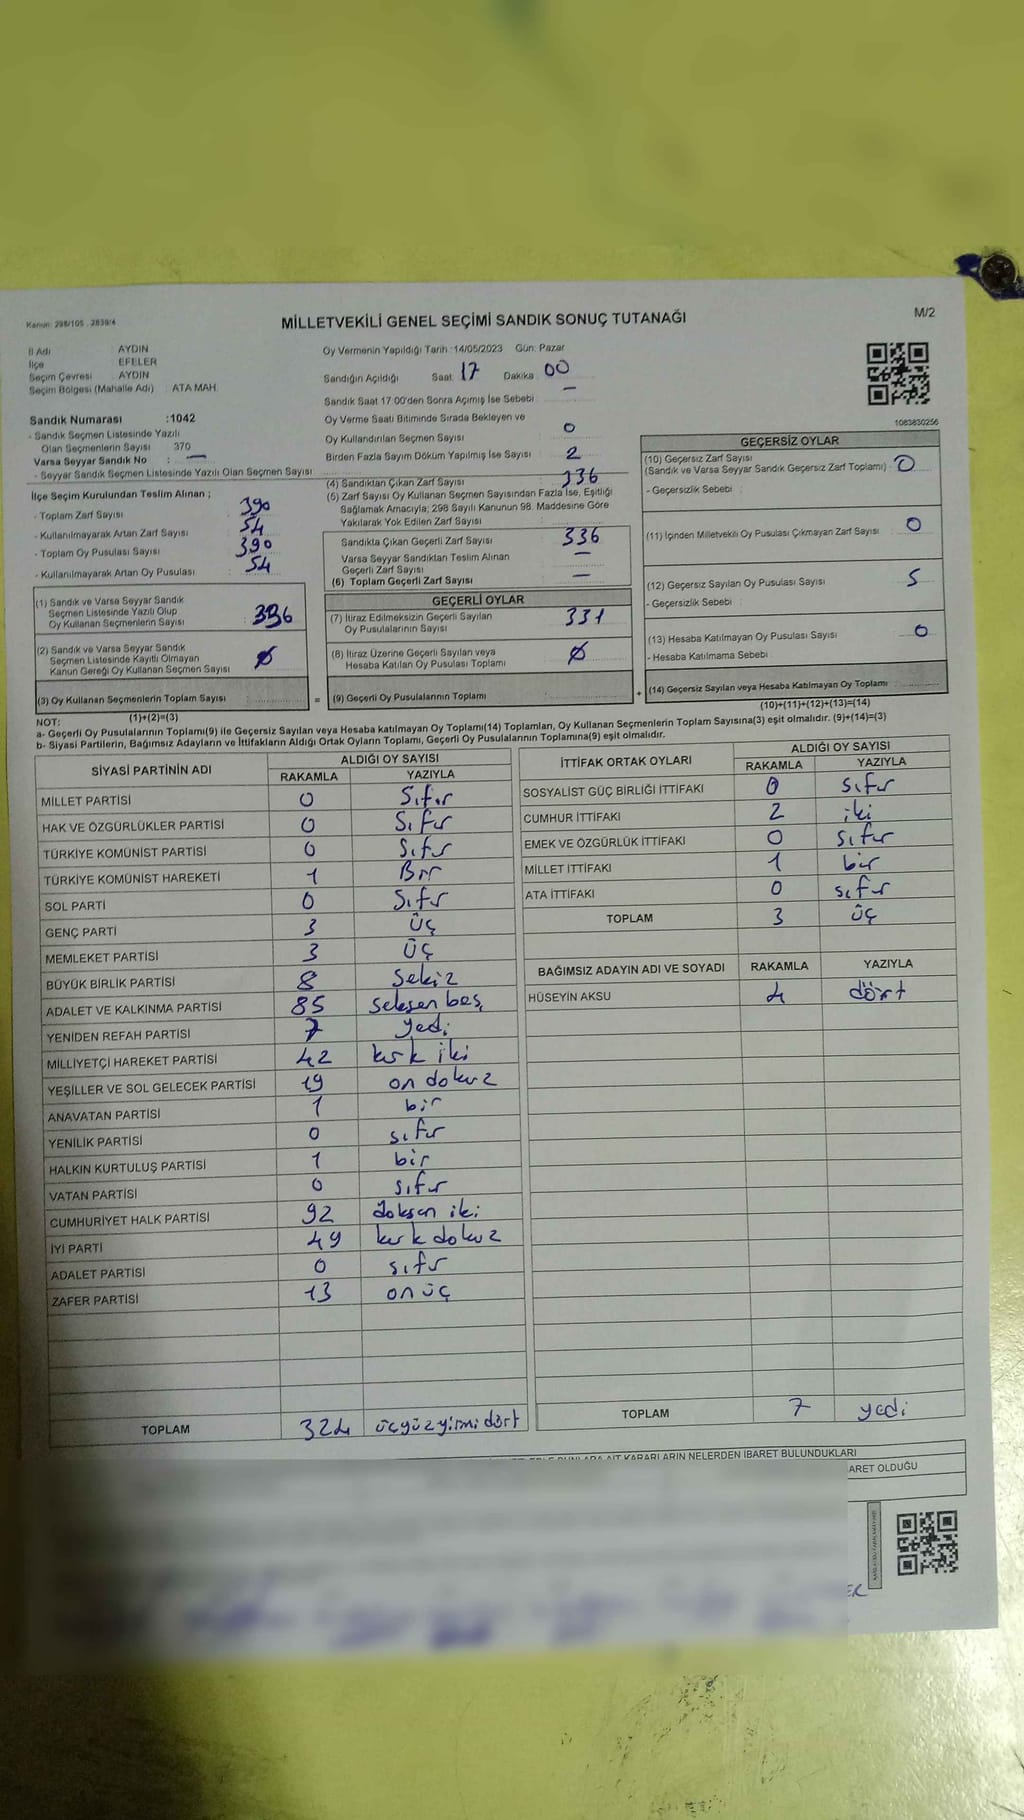 Kanun: 298/105 . 2839/4
MİLLETVEKİLİ GENEL SEÇİMİ SANDIK SONUÇ TUTANAĞI
M/2
İl Adı : AYDIN
İlçe : EFELER
Seçim Çevresi : AYDIN
Seçim Bölgesi (Mahalle Adı) : ATA MAH.
Oy Vermenin Yapıldığı Tarih :14/05/2023 Gün: Pazar
Sandığın Açıldığı Saat: 17 Dakika: 00
Sandık Saat 17:00'den Sonra Açımış İse Sebebi : —
Sandık Numarası :1042
- Sandık Seçmen Listesinde Yazılı
Olan Seçmenlerin Sayısı 370
Varsa Seyyar Sandık No : —
- Seyyar Sandık Seçmen Listesinde Yazılı Olan Seçmen Sayısı
Oy Verme Saati Bitiminde Sırada Bekleyen ve
Oy Kullandırılan Seçmen Sayısı : 0
Birden Fazla Sayım Döküm Yapılmış İse Sayısı : 2
1083830256
İlçe Seçim Kurulundan Teslim Alınan ;
- Toplam Zarf Sayısı : 390
- Kullanılmayarak Artan Zarf Sayısı : 54
- Toplam Oy Pusulası Sayısı : 390
- Kullanılmayarak Artan Oy Pusulası : 54
(4) Sandıktan Çıkan Zarf Sayısı : 336
(5) Zarf Sayısı Oy Kullanan Seçmen Sayısından Fazla İse, Eşitliği
Sağlamak Amacıyla; 298 Sayılı Kanunun 98. Maddesine Göre
Yakılarak Yok Edilen Zarf Sayısı :
Sandıkta Çıkan Geçerli Zarf Sayısı : 336
Varsa Seyyar Sandıktan Teslim Alınan
Geçerli Zarf Sayısı : —
(6) Toplam Geçerli Zarf Sayısı : —
GEÇERSİZ OYLAR
(10) Geçersiz Zarf Sayısı
(Sandık ve Varsa Seyyar Sandık Geçersiz Zarf Toplamı) : 0
- Geçersizlik Sebebi :
(11) İçinden Milletvekili Oy Pusulası Çıkmayan Zarf Sayısı : 0
(12) Geçersiz Sayılan Oy Pusulası Sayısı : 5
- Geçersizlik Sebebi :
(13) Hesaba Katılmayan Oy Pusulası Sayısı : 0
- Hesaba Katılmama Sebebi :
(14) Geçersiz Sayılan veya Hesaba Katılmayan Oy Toplamı :
(10)+(11)+(12)+(13)=(14)
(1) Sandık ve Varsa Seyyar Sandık
Seçmen Listesinde Yazılı Olup
Oy Kullanan Seçmenlerin Sayısı : 336
(2) Sandık ve Varsa Seyyar Sandık
Seçmen Listesinde Kayıtlı Olmayan
Kanun Gereği Oy Kullanan Seçmen Sayısı : Ø
(3) Oy Kullanan Seçmenlerin Toplam Sayısı :
(1)+(2)=(3)
GEÇERLİ OYLAR
(7) İtiraz Edilmeksizin Geçerli Sayılan
Oy Pusulalarının Sayısı : 331
(8) İtiraz Üzerine Geçerli Sayılan veya
Hesaba Katılan Oy Pusulası Toplamı : Ø
= (9) Geçerli Oy Pusulalarının Toplamı : +
NOT:
a- Geçerli Oy Pusulalarının Toplamı(9) ile Geçersiz Sayılan veya Hesaba katılmayan Oy Toplamı(14) Toplamları, Oy Kullanan Seçmenlerin Toplam Sayısına(3) eşit olmalıdır. (9)+(14)=(3)
b- Siyasi Partilerin, Bağımsız Adayların ve İttifakların Aldığı Ortak Oyların Toplamı, Geçerli Oy Pusulalarının Toplamına(9) eşit olmalıdır.
SİYASİ PARTİNİN ADI ALDIĞI OY SAYISI
RAKAMLA YAZIYLA
MİLLET PARTİSİ 0 Sıfır
HAK VE ÖZGÜRLÜKLER PARTİSİ 0 Sıfır
TÜRKİYE KOMÜNİST PARTİSİ 0 Sıfır
TÜRKİYE KOMÜNİST HAREKETİ 1 Bir
SOL PARTİ 0 Sıfır
GENÇ PARTİ 3 üç
MEMLEKET PARTİSİ 3 üç
BÜYÜK BİRLİK PARTİSİ 8 Sekiz
ADALET VE KALKINMA PARTİSİ 85 seksen beş
YENİDEN REFAH PARTİSİ 7 yedi
MİLLİYETÇİ HAREKET PARTİSİ 42 kırk iki
YEŞİLLER VE SOL GELECEK PARTİSİ 19 on dokuz
ANAVATAN PARTİSİ 1 bir
YENİLİK PARTİSİ 0 sıfır
HALKIN KURTULUŞ PARTİSİ 1 bir
VATAN PARTİSİ 0 sıfır
CUMHURİYET HALK PARTİSİ 92 doksan iki
İYİ PARTİ 49 kırk dokuz
ADALET PARTİSİ 0 sıfır
ZAFER PARTİSİ 13 on üç
TOPLAM 324 üçyüzyirmi dört
İTTİFAK ORTAK OYLARI ALDIĞI OY SAYISI
RAKAMLA YAZIYLA
SOSYALİST GÜÇ BİRLİĞİ İTTİFAKI 0 sıfır
CUMHUR İTTİFAKI 2 iki
EMEK VE ÖZGÜRLÜK İTTİFAKI 0 sıfır
MİLLET İTTİFAKI 1 bir
ATA İTTİFAKI 0 sıfır
TOPLAM 3 üç
BAĞIMSIZ ADAYIN ADI VE SOYADI RAKAMLA YAZIYLA
HÜSEYİN AKSU 4 dört
TOPLAM 7 yedi
KARARLARIN NELERDEN İBARET BULUNDUKLARI
OLDUĞU